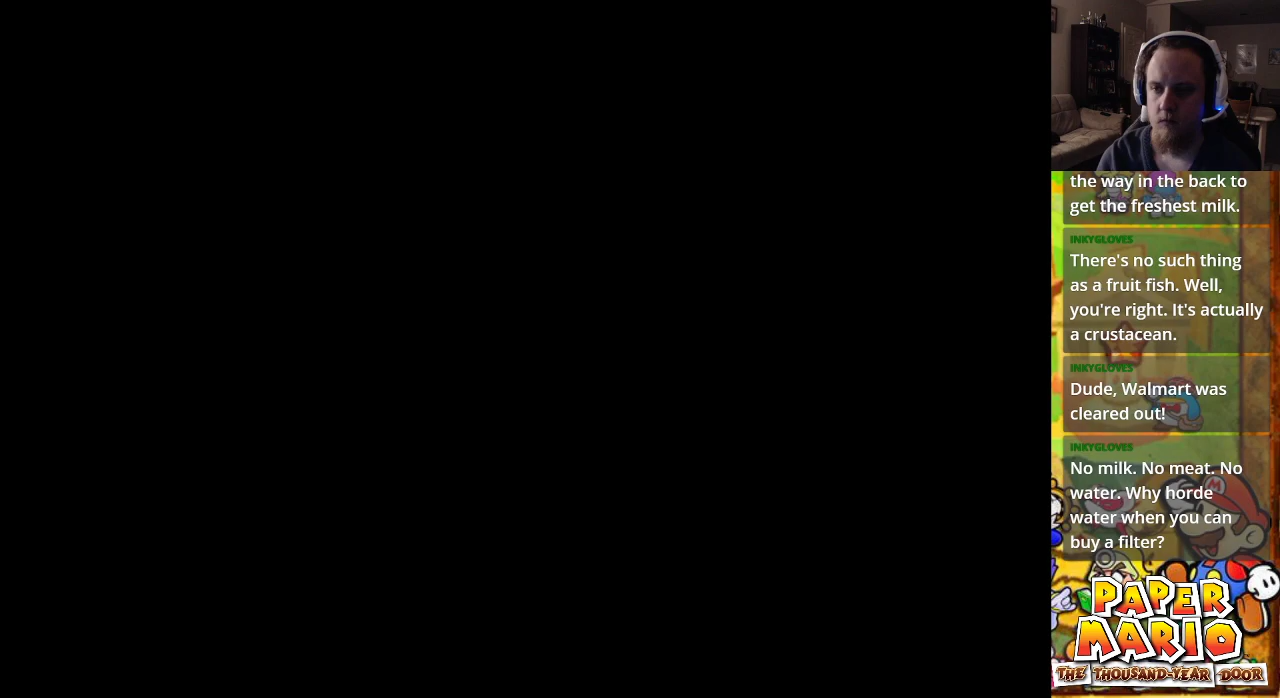 the way in the back to
get the freshest milk.
INKYGLOVES
There's no such thing
as a fruit fish. Well,
you're right. It's actually
a crustacean.
INKYGLOVES
Dude, Walmart was
cleared out!
INKYGLOVES
No milk. No meat. No
water. Why horde
water when you can
buy a filter?
M
PAPER
MARIO
THE THOUSAND-YEAR DOOR